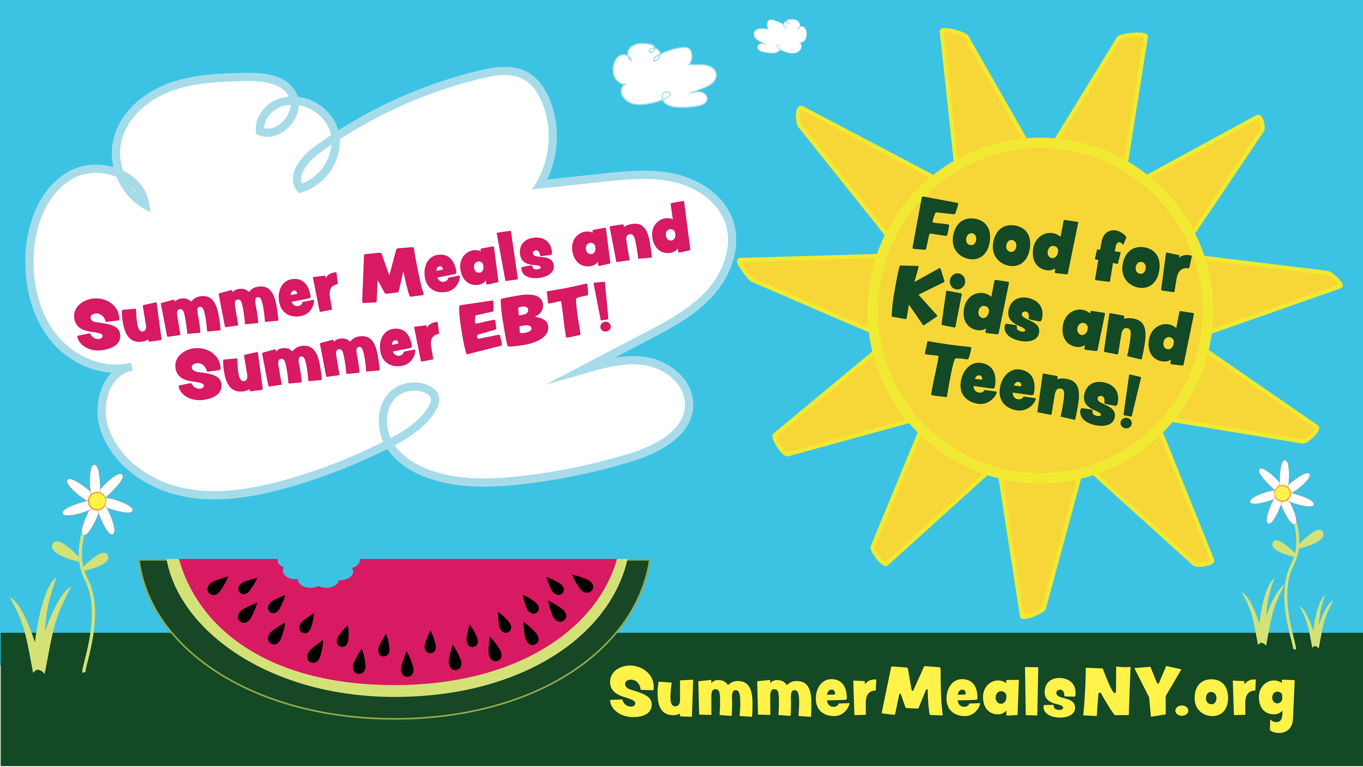 Summer Meals and
Summer EBT!
Food for
Kids and
Teens!
SummerMealsNY.org